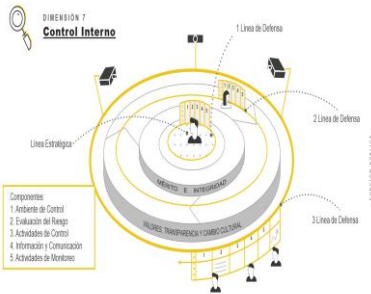 DIMENSIÓN 7
Control Interno
1 Línea de Defensa
2 Línea de Defensa
Línea Estratégica
MÉRITO E INTEGRIDAD
VALORES, TRANSPARENCIA Y CAMBIO CULTURAL
3 Línea de Defensa
Componentes:
1. Ambiente de Control
2. Evaluación del Riesgo
3. Actividades de Control
4. Información y Comunicación
5. Actividades de Monitoreo